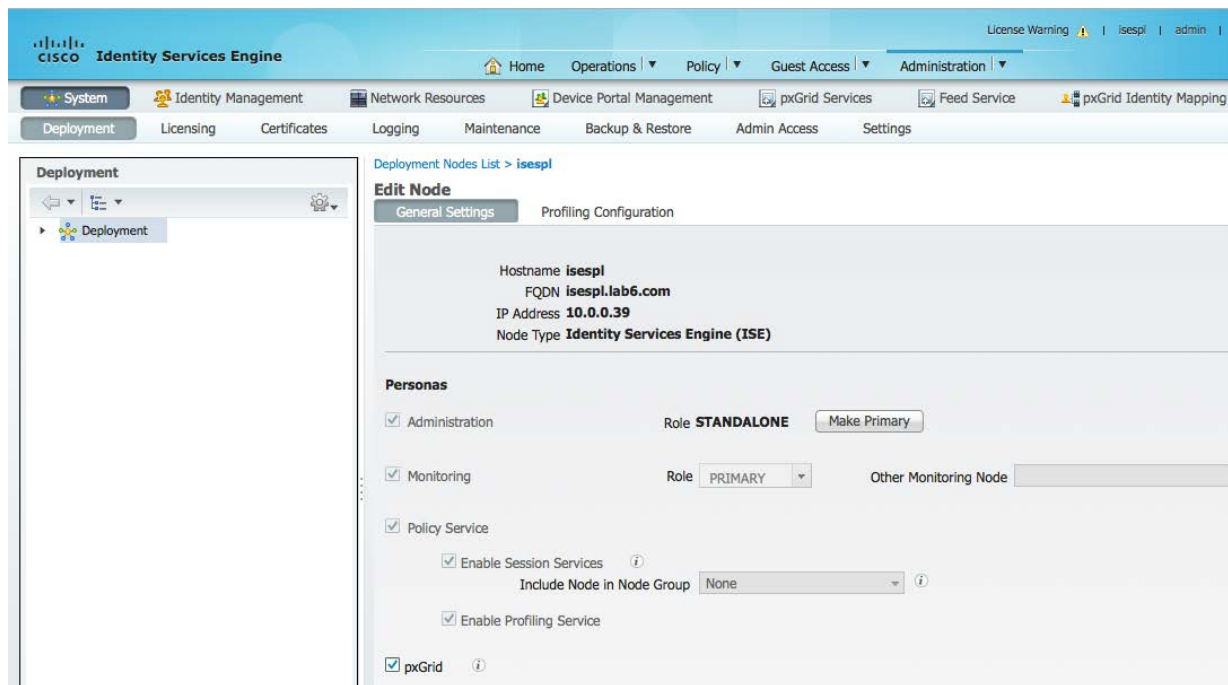 License Warning | isespl | admin |
cisco Identity Services Engine
Home Operations | Policy | Guest Access | Administration |
System Identity Management Network Resources Device Portal Management pxGrid Services Feed Service pxGrid Identity Mapping
Deployment Licensing Certificates Logging Maintenance Backup & Restore Admin Access Settings
Deployment
Deployment
Deployment Nodes List > isespl
Edit Node
General Settings Profiling Configuration
Hostname isespl
FQDN isespl.lab6.com
IP Address 10.0.0.39
Node Type Identity Services Engine (ISE)
Personas
Administration Role STANDALONE Make Primary
Monitoring Role PRIMARY Other Monitoring Node
Policy Service
Enable Session Services
Include Node in Node Group None
Enable Profiling Service
pxGrid